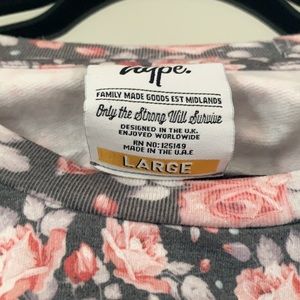 hype.
FAMILY MADE GOODS EST MIDLANDS
Only the Strong Will Survive
DESIGNED IN THE U.K.
ENJOYED WORLDWIDE
RN NO: 125149
MADE IN THE U.A.E
LARGE